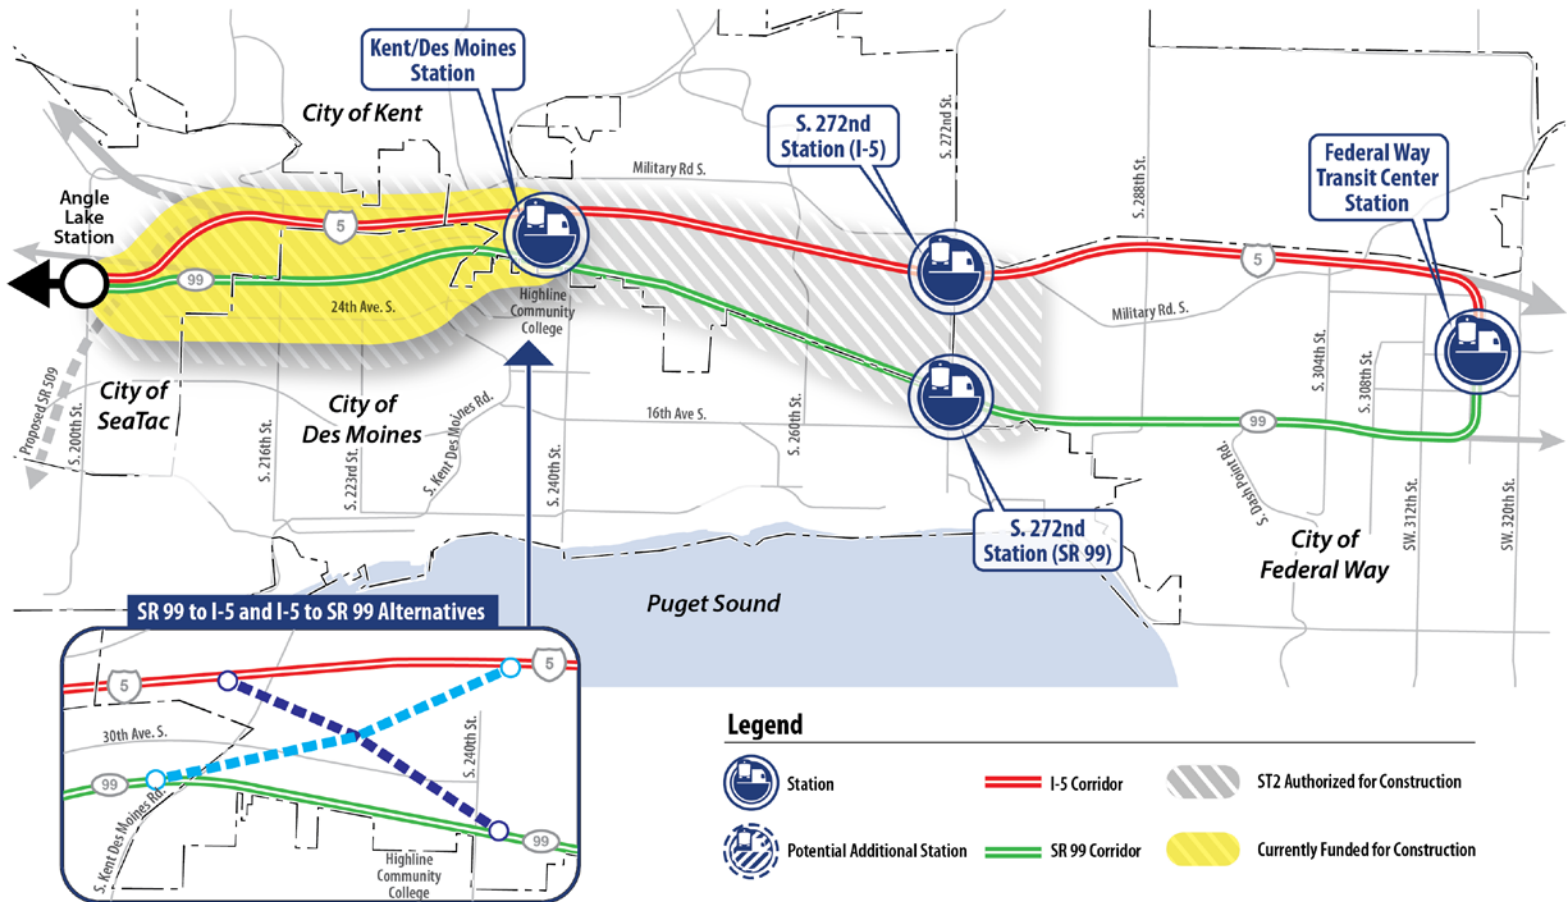 Kent/Des Moines
Station
City of Kent
S. 272nd
Station (I-5)
S. 272nd St.
Military Rd S.
S. 288th St.
Federal Way
Transit Center
Station
Angle
Lake
Station
5
99
24th Ave. S.
Highline
Community
College
5
Military Rd. S.
S. 304th St.
S. 308th St.
Proposed SR 509
S. 200th St.
City of
SeaTac
S. 216th St.
City of
Des Moines
S. 223rd St.
S. Kent Des Moines Rd.
S. 240th St.
16th Ave S.
S. 260th St.
99
S. Dash Point Rd.
SW. 312th St.
SW. 320th St.
S. 272nd
Station (SR 99)
City of
Federal Way
Puget Sound
SR 99 to I-5 and I-5 to SR 99 Alternatives
5
5
30th Ave. S.
S. 240th St.
99
S. Kent Des Moines Rd.
99
Highline
Community
College
Legend
Station
I-5 Corridor
ST2 Authorized for Construction
Potential Additional Station
SR 99 Corridor
Currently Funded for Construction